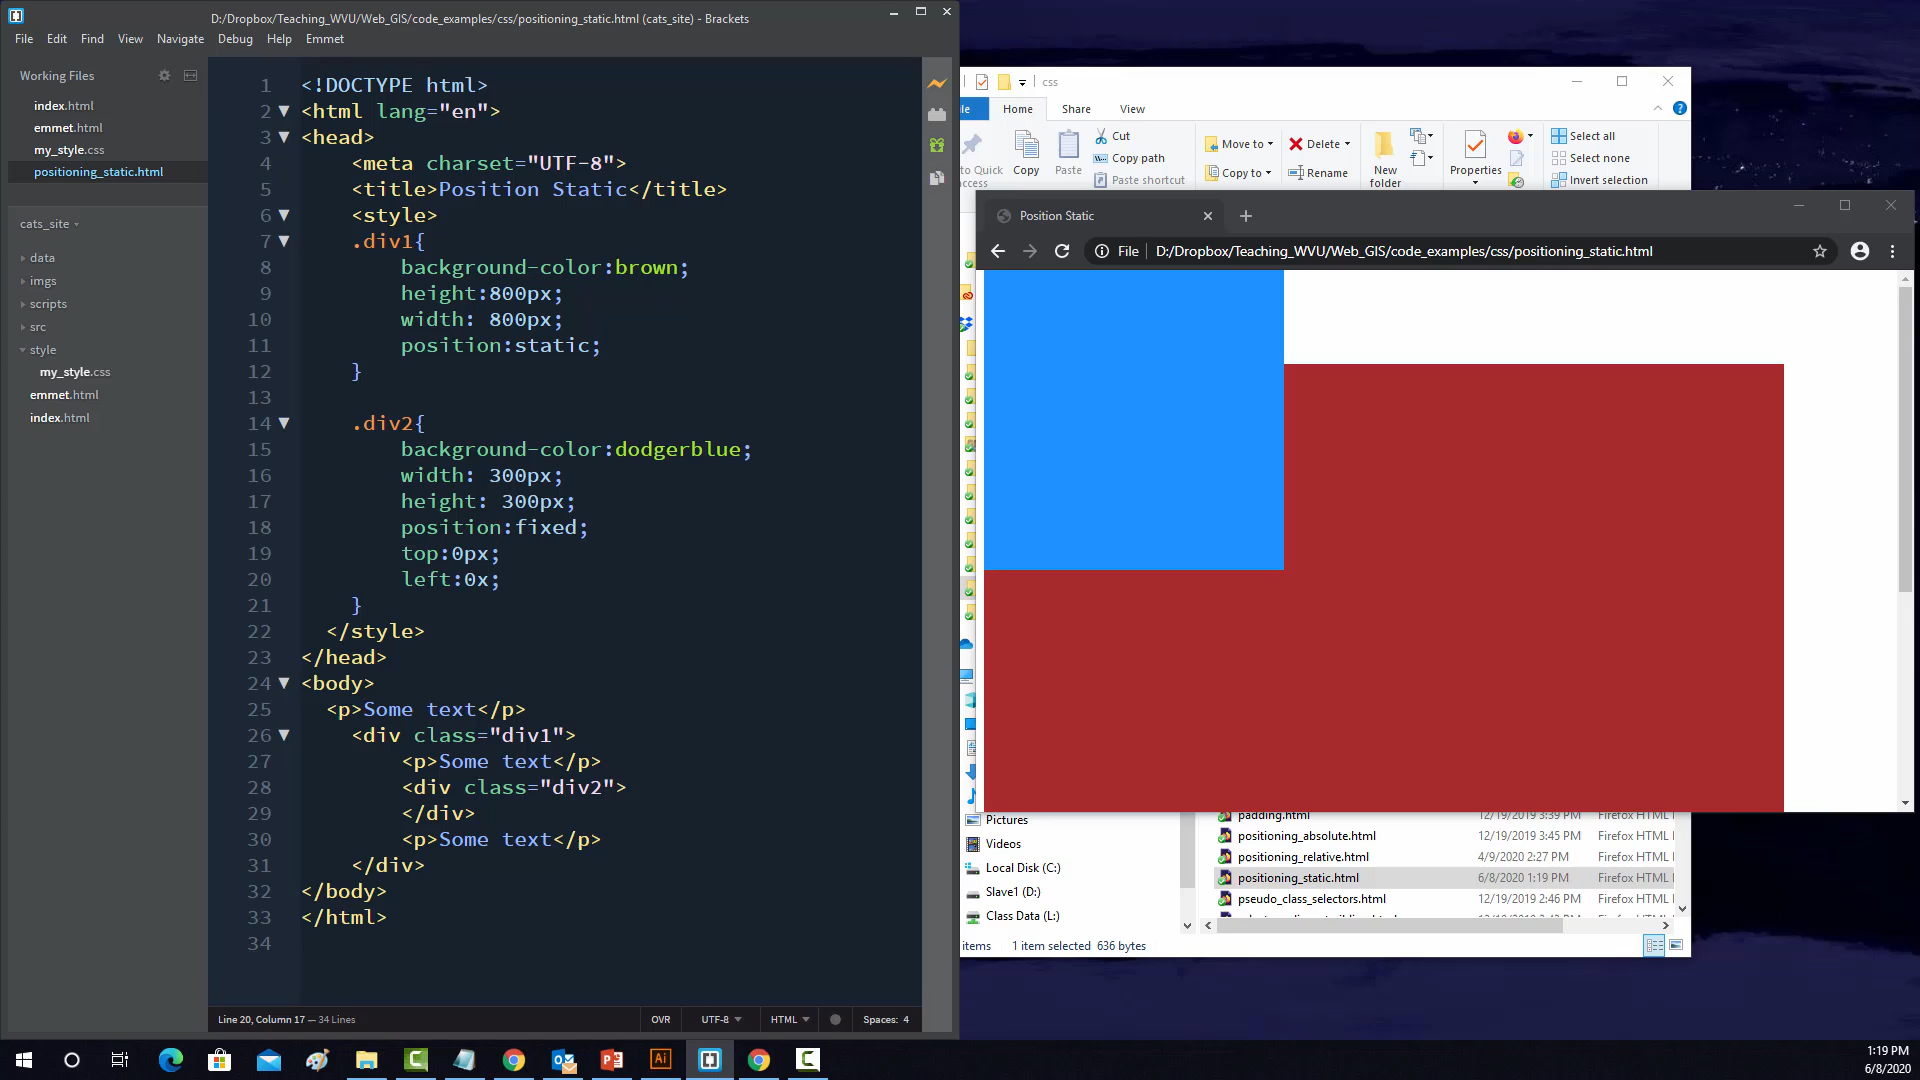 D:/Dropbox/Teaching_WVU/Web_GIS/code_examples/css/positioning_static.html (cats_site) - Brackets
File Edit Find View Navigate Debug Help Emmet
Working Files
index.html
emmet.html
my_style.css
positioning_static.html
cats_site
data
imgs
scripts
src
style
my_style.css
emmet.html
index.html
1 <!DOCTYPE html>
2 <html lang="en">
3 <head>
4 <meta charset="UTF-8">
5 <title>Position Static</title>
6 <style>
7 .div1{
8 background-color:brown;
9 height:800px;
10 width: 800px;
11 position:static;
12 }
13
14 .div2{
15 background-color:dodgerblue;
16 width: 300px;
17 height: 300px;
18 position:fixed;
19 top:0px;
20 left:0x;
21 }
22 </style>
23 </head>
24 <body>
25 <p>Some text</p>
26 <div class="div1">
27 <p>Some text</p>
28 <div class="div2">
29 </div>
30 <p>Some text</p>
31 </div>
32 </body>
33 </html>
34
Line 20, Column 17 — 34 Lines
OVR UTF-8 HTML Spaces: 4
css
Home Share View
Cut
Copy path
Paste shortcut
Copy
Paste
Move to
Copy to
Delete
Rename
New folder
Properties
Select all
Select none
Invert selection
Position Static
File D:/Dropbox/Teaching_WVU/Web_GIS/code_examples/css/positioning_static.html
Pictures
Videos
Local Disk (C:)
Slave1 (D:)
Class Data (L:)
padding.html 12/19/2019 3:39 PM Firefox HTML
positioning_absolute.html 12/19/2019 3:45 PM Firefox HTML
positioning_relative.html 4/9/2020 2:27 PM Firefox HTML
positioning_static.html 6/8/2020 1:19 PM Firefox HTML
pseudo_class_selectors.html 12/19/2019 2:46 PM Firefox HTML
items 1 item selected 636 bytes
1:19 PM
6/8/2020